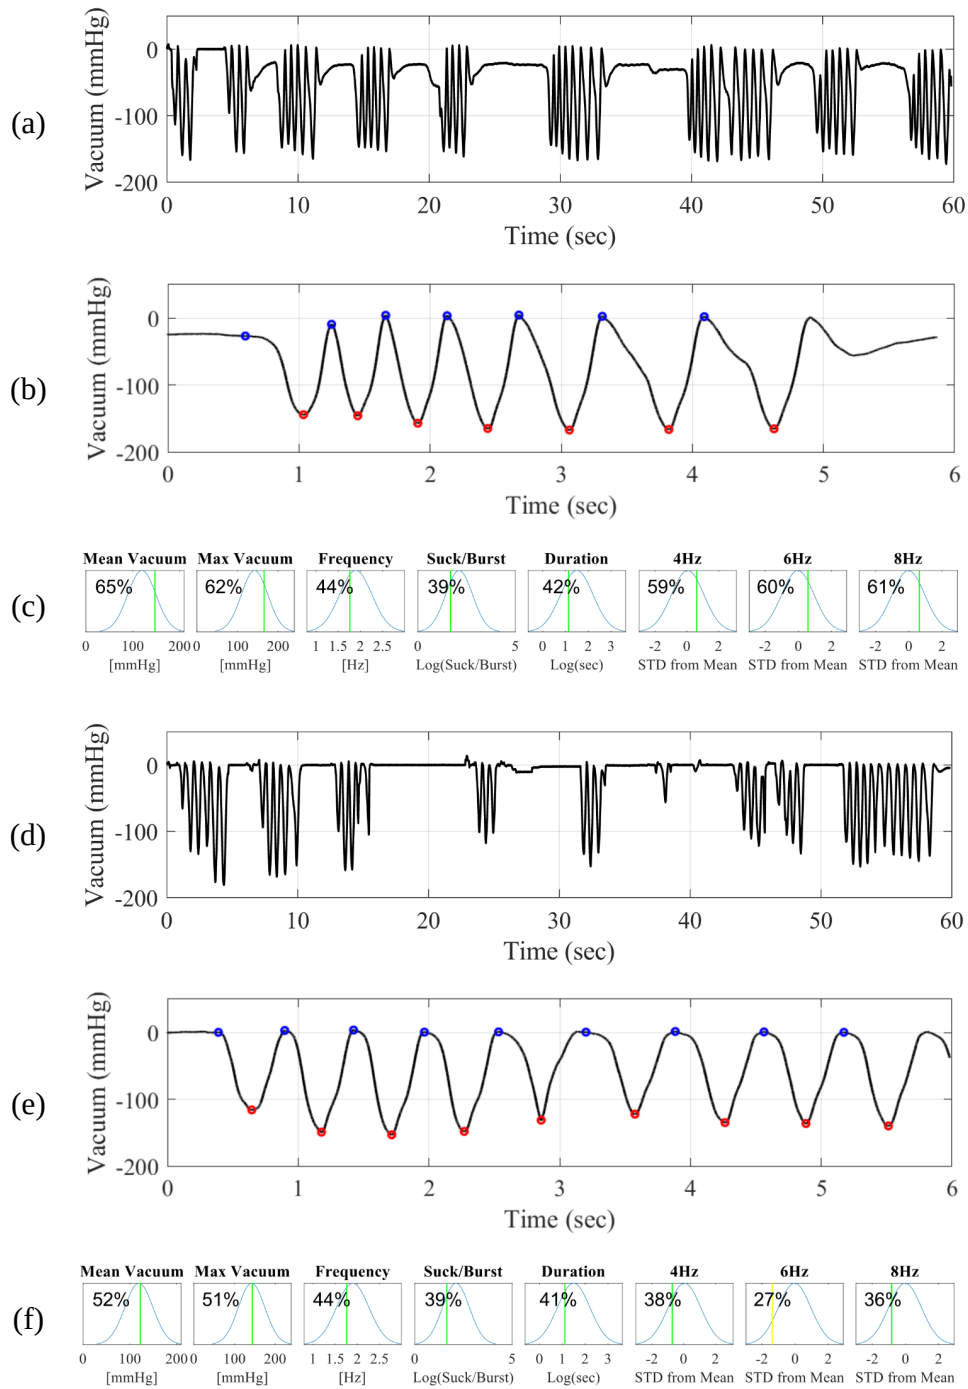 (a)
Vacuum (mmHg)
0
-100
-200
0 10 20 30 40 50 60
Time (sec)
(b)
Vacuum (mmHg)
0
-100
-200
0 1 2 3 4 5 6
Time (sec)
(c)
Mean Vacuum Max Vacuum Frequency Suck/Burst Duration 4Hz 6Hz 8Hz
65% 62% 44% 39% 42% 59% 60% 61%
0 100 200 0 100 200 1 1.5 2 2.5 0 5 0 1 2 3 -2 0 2 -2 0 2 -2 0 2
[mmHg] [mmHg] [Hz] Log(Suck/Burst) Log(sec) STD from Mean STD from Mean STD from Mean
(d)
Vacuum (mmHg)
0
-100
-200
0 10 20 30 40 50 60
Time (sec)
(e)
Vacuum (mmHg)
0
-100
-200
0 1 2 3 4 5 6
Time (sec)
(f)
Mean Vacuum Max Vacuum Frequency Suck/Burst Duration 4Hz 6Hz 8Hz
52% 51% 44% 39% 41% 38% 27% 36%
0 100 200 0 100 200 1 1.5 2 2.5 0 5 0 1 2 3 -2 0 2 -2 0 2 -2 0 2
[mmHg] [mmHg] [Hz] Log(Suck/Burst) Log(sec) STD from Mean STD from Mean STD from Mean